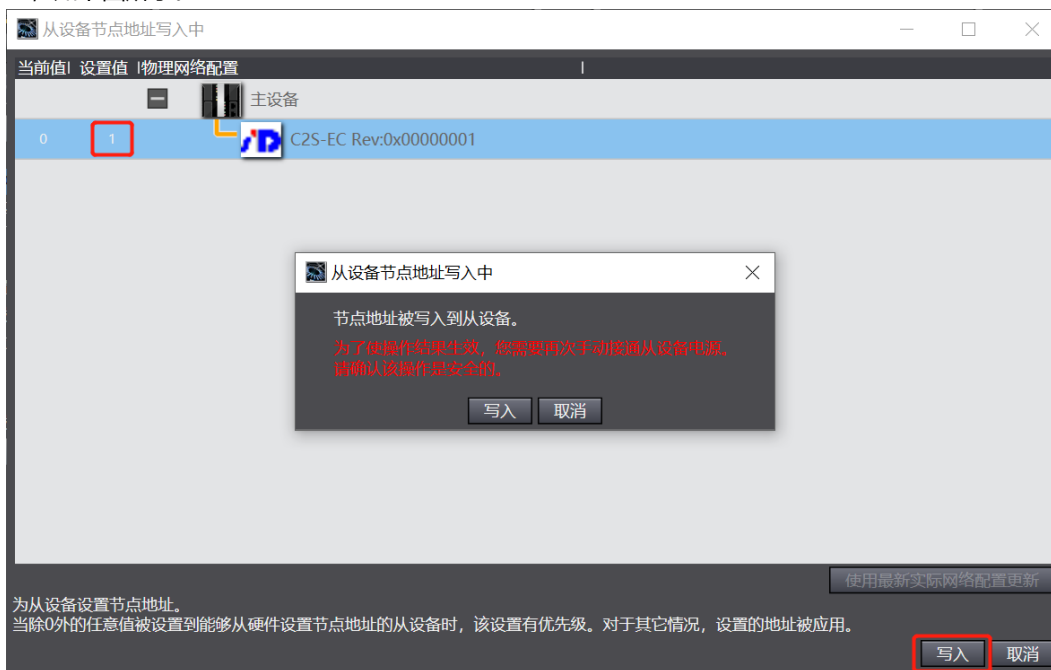 从设备节点地址写入中
当前值| 设置值 |物理网络配置 |
主设备
0 1 C2S-EC Rev:0x00000001
从设备节点地址写入中
节点地址被写入到从设备。
为了使操作结果生效，您需要再次手动接通从设备电源。
请确认该操作是安全的。
写入 取消
使用最新实际网络配置更新
为从设备设置节点地址。
当除0外的任意值被设置到能够从硬件设置节点地址的从设备时，该设置有优先级。对于其它情况，设置的地址被应用。
写入 取消